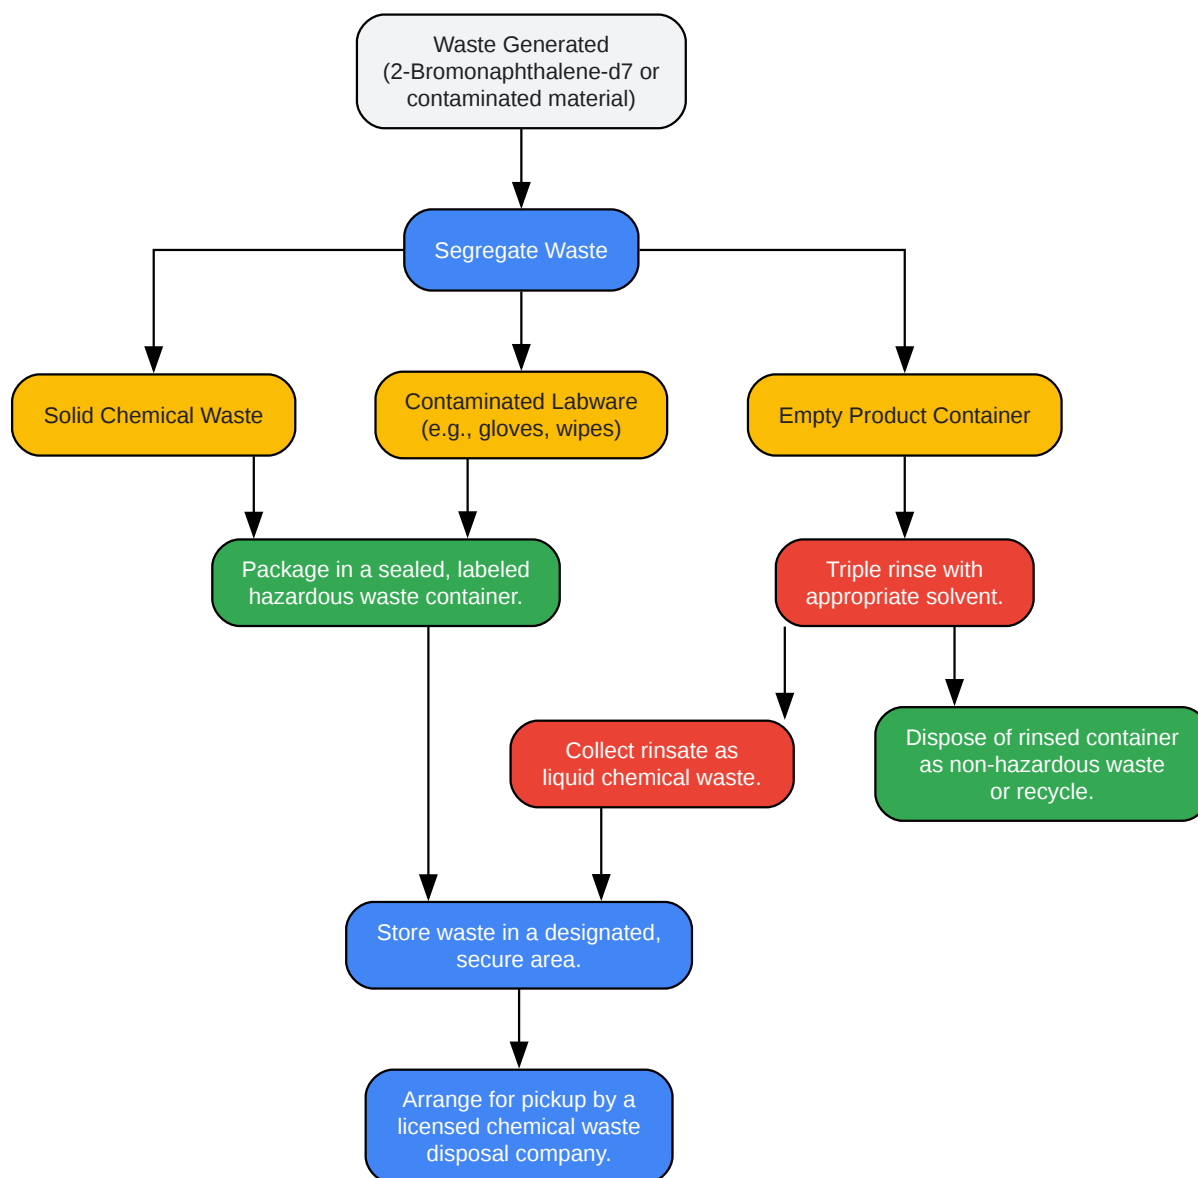 Waste Generated
(2-Bromonaphthalene-d7 or
contaminated material)
Segregate Waste
Solid Chemical Waste
Contaminated Labware
(e.g., gloves, wipes)
Empty Product Container
Package in a sealed, labeled
hazardous waste container.
Triple rinse with
appropriate solvent.
Collect rinsate as
liquid chemical waste.
Dispose of rinsed container
as non-hazardous waste
or recycle.
Store waste in a designated,
secure area.
Arrange for pickup by a
licensed chemical waste
disposal company.